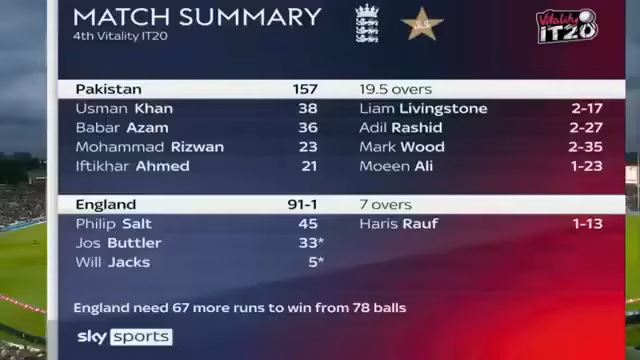 MATCH SUMMARY
4th Vitality IT20
Vitality
IT20
Pakistan 157 19.5 overs
Usman Khan 38 Liam Livingstone 2-17
Babar Azam 36 Adil Rashid 2-27
Mohammad Rizwan 23 Mark Wood 2-35
Iftikhar Ahmed 21 Moeen Ali 1-23
England 91-1 7 overs
Philip Salt 45 Haris Rauf 1-13
Jos Buttler 33*
Will Jacks 5*
England need 67 more runs to win from 78 balls
sky sports